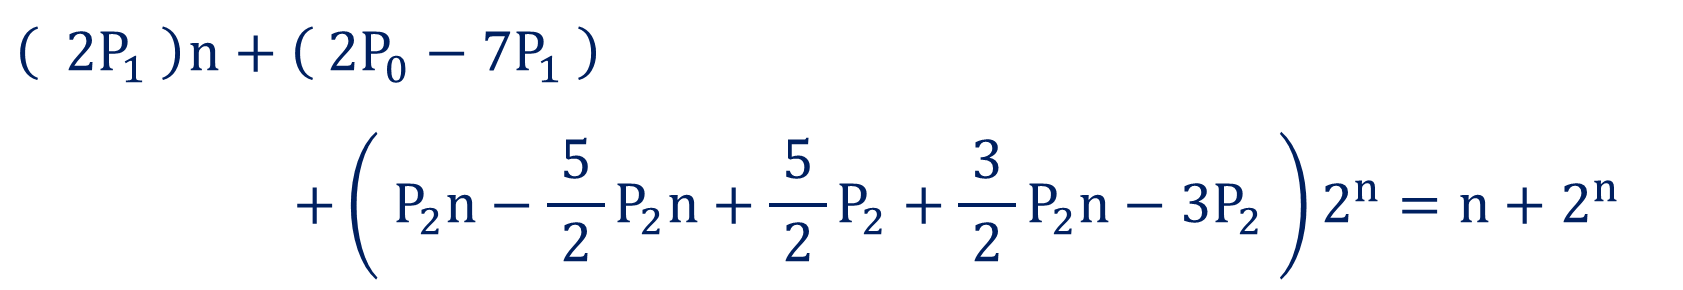 ( 2P₁ )n + ( 2P₀ − 7P₁ )
+ ( P₂n − 5/2 P₂n + 5/2 P₂ + 3/2 P₂n − 3P₂ ) 2ⁿ = n + 2ⁿ